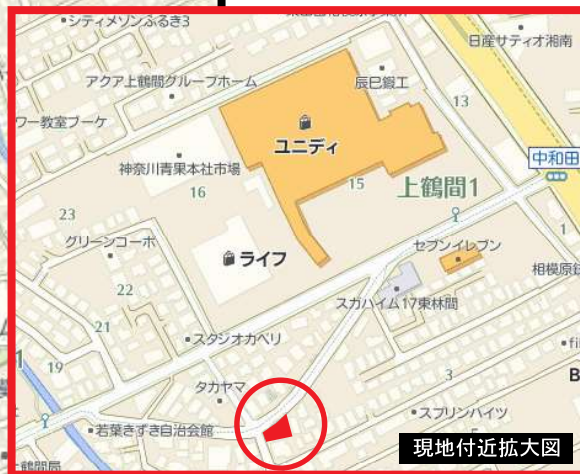 シティメゾンふるき3
日産サティオ湘南
アクア上鶴間グループホーム
辰巳鍛工
ワー教室ブーケ
13
ユニディ
中和田
神奈川青果本社市場
16
15
上鶴間1
23
グリーンコーポ
ライフ
セブンイレブン
1
相模原鉄
22
スカハイム17東林間
21
スタジオカベリ
19
タカヤマ
3
スプリンハイツ
若葉きずき自治会館
上鶴間局
現地付近拡大図